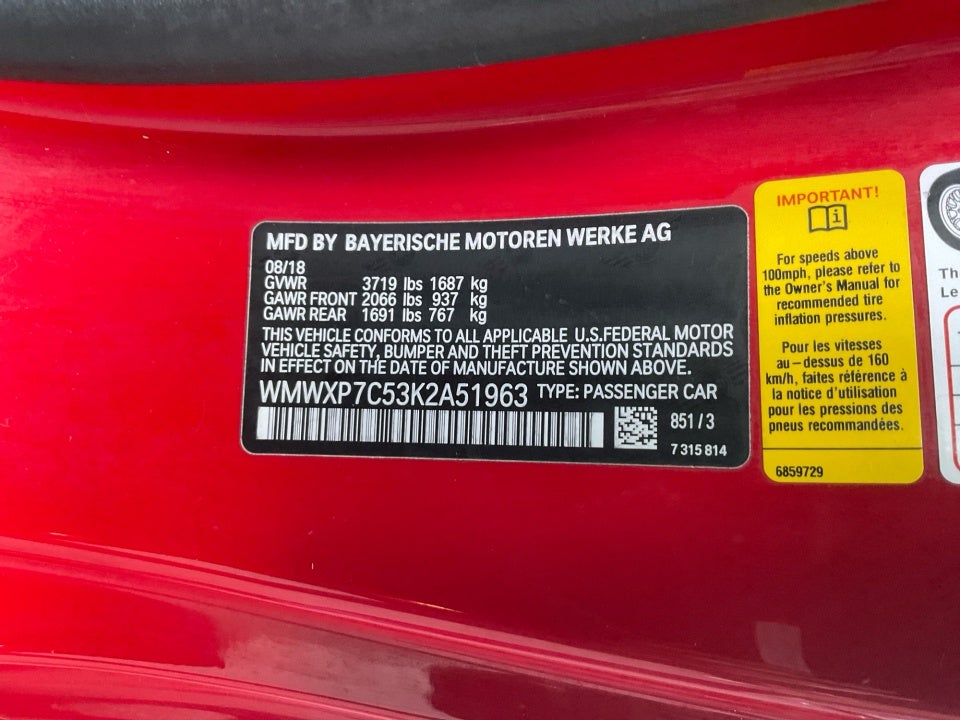 MFD BY BAYERISCHE MOTOREN WERKE AG
08/18
GVWR 3719 lbs 1687 kg
GAWR FRONT 2066 lbs 937 kg
GAWR REAR 1691 lbs 767 kg
THIS VEHICLE CONFORMS TO ALL APPLICABLE U.S.FEDERAL MOTOR
VEHICLE SAFETY, BUMPER AND THEFT PREVENTION STANDARDS
IN EFFECT ON THE DATE OF MANUFACTURE SHOWN ABOVE.
WMWXP7C53K2A51963 TYPE: PASSENGER CAR
851/3
7 315 814
IMPORTANT!
i
For speeds above
100mph, please refer to
the Owner's Manual for
recommended tire
inflation pressures.
Pour les vitesses
au-dessus de 160
km/h, faites référence à
la notice d'utilisation
pour les pressions des
pneus recommandées.
6859729
Th
Le